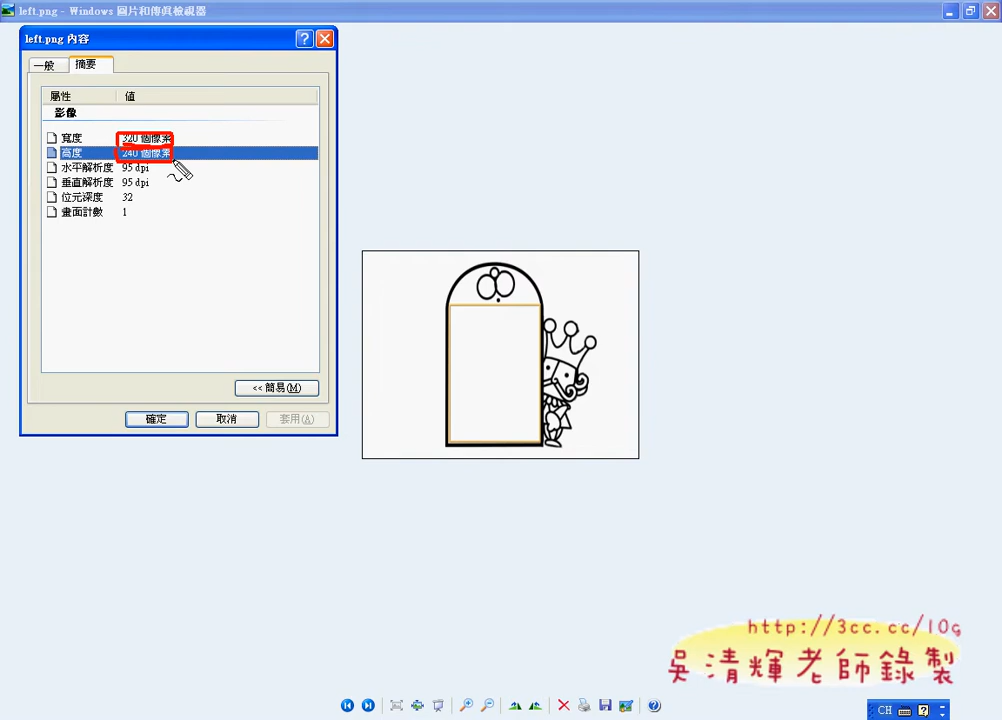 left.png - Windows 圖片和傳真檢視器
left.png 內容
一般
摘要
屬性
值
影像
寬度
320 個像素
高度
240 個像素
水平解析度
95 dpi
垂直解析度
95 dpi
位元深度
32
畫面計數
1
<< 簡易(M)
確定
取消
套用(A)
http://3cc.cc/10g
吳清輝老師錄製
CH